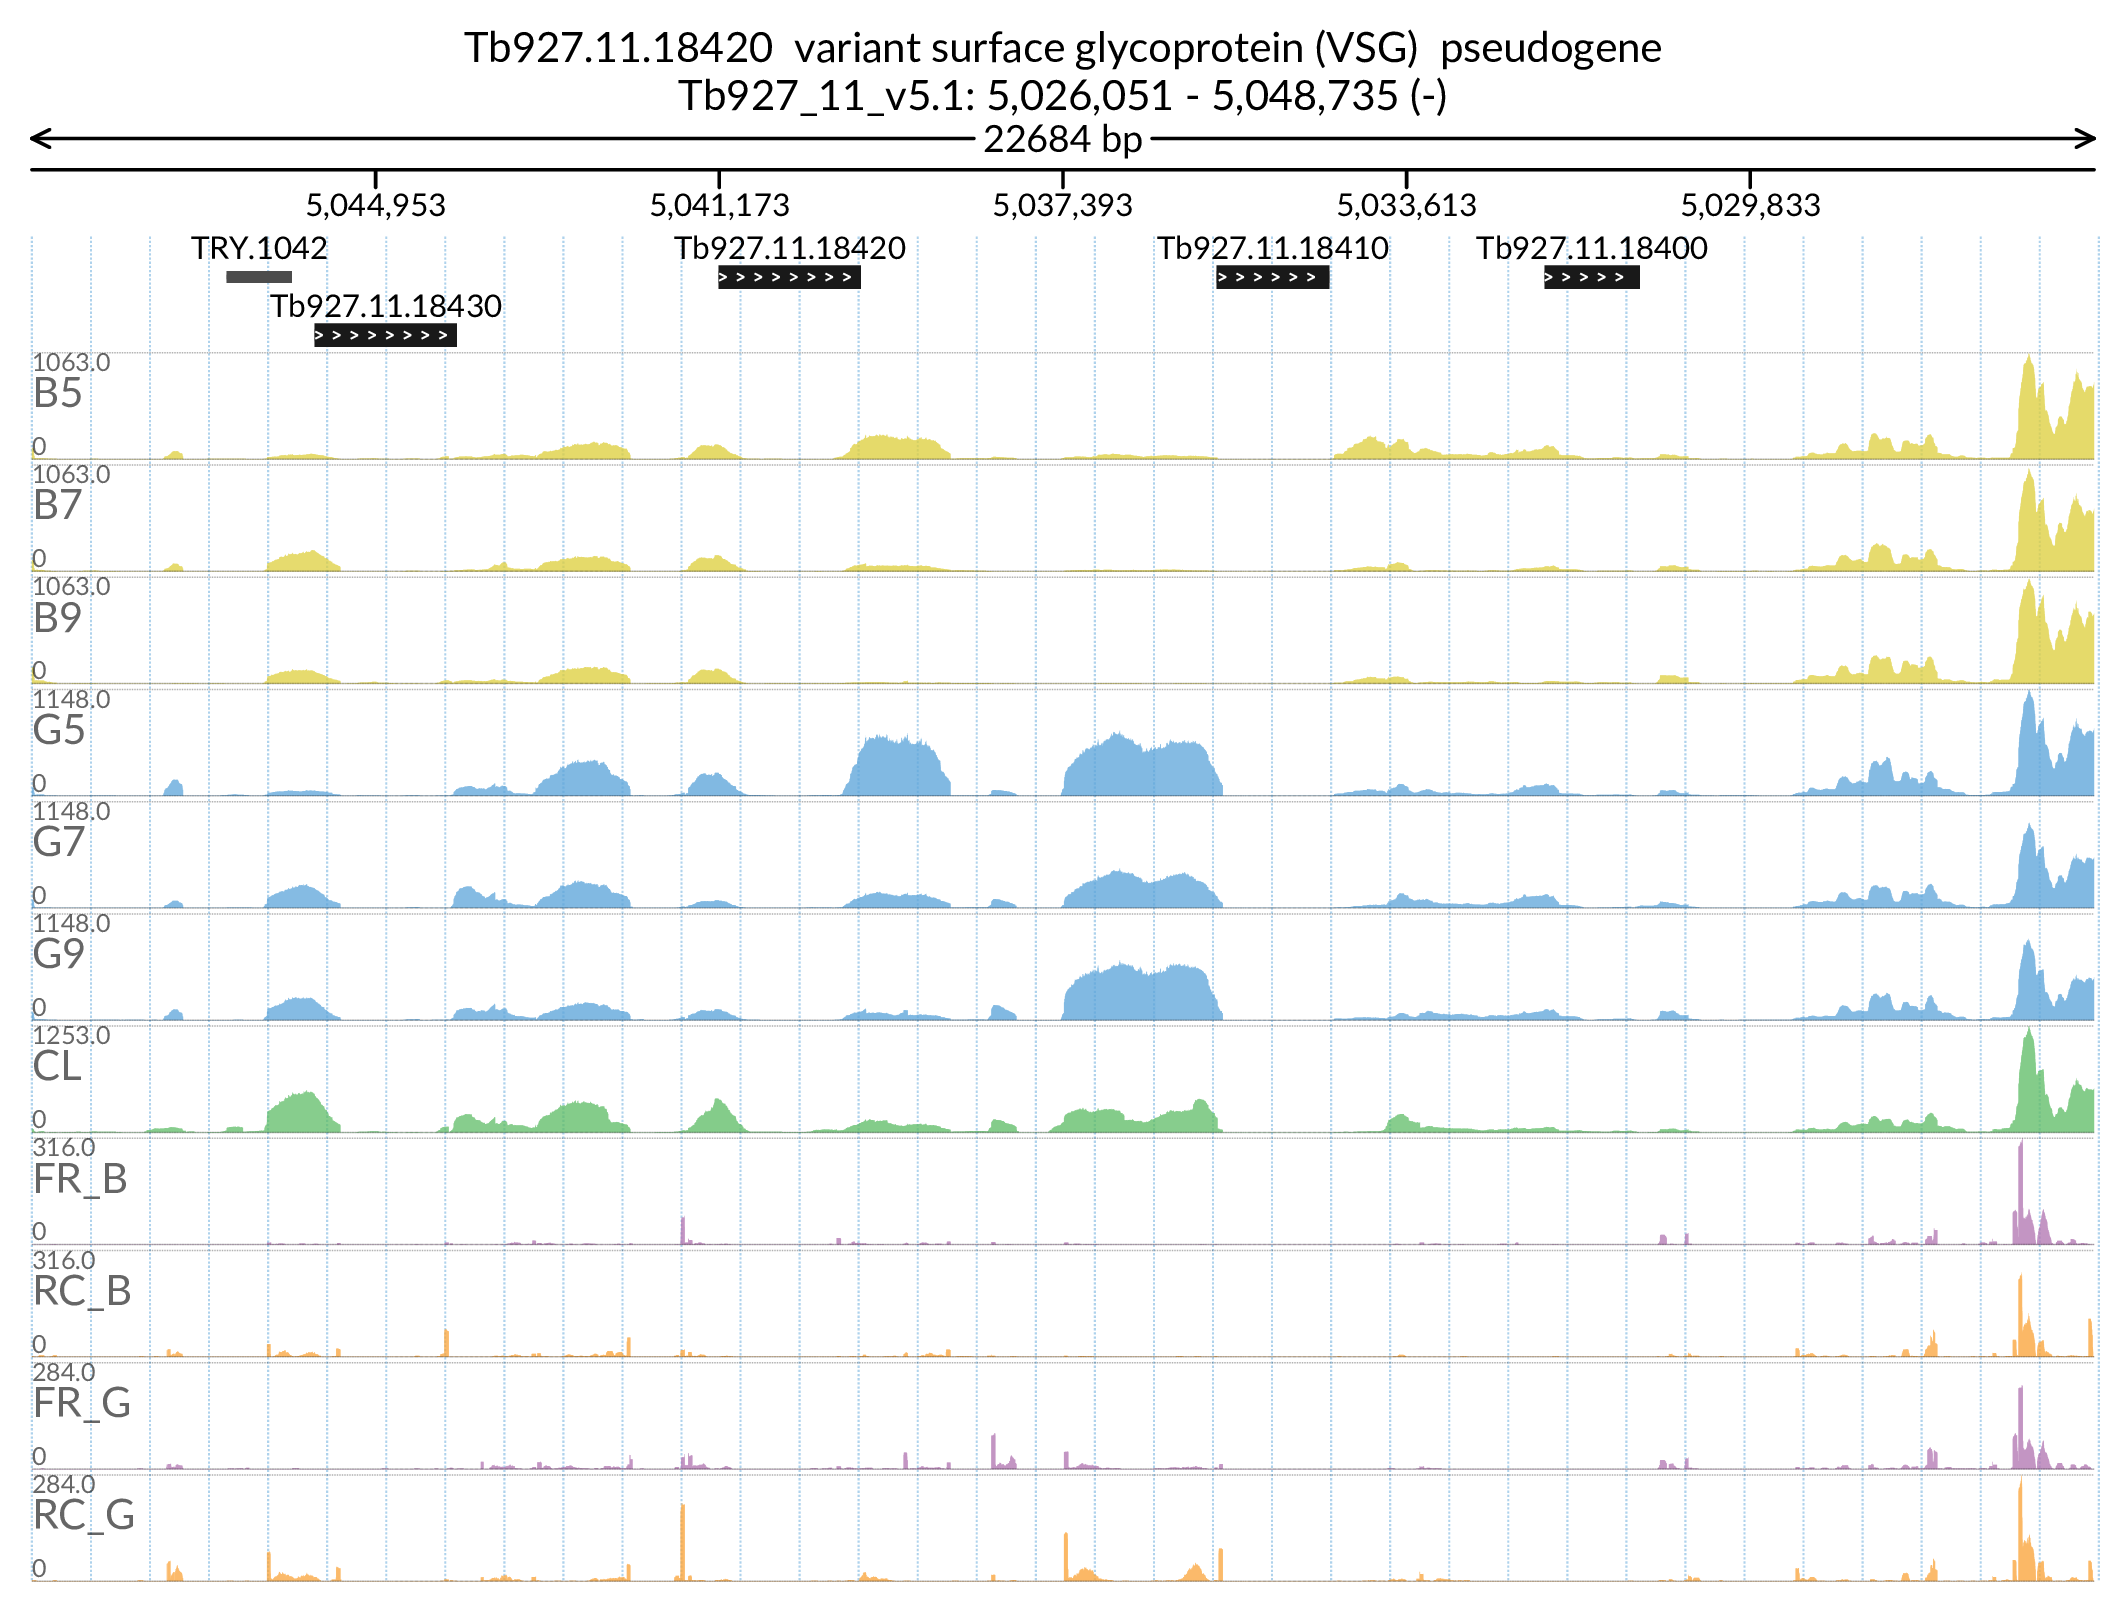 Tb927.11.18420  variant surface glycoprotein (VSG)  pseudogene
Tb927_11_v5.1: 5,026,051 - 5,048,735 (-)
22684 bp
5,044,953 5,041,173 5,037,393 5,033,613 5,029,833
TRY.1042 Tb927.11.18420 Tb927.11.18410 Tb927.11.18400
Tb927.11.18430
1063.0
B5
0
1063.0
B7
0
1063.0
B9
0
1148.0
G5
0
1148.0
G7
0
1148.0
G9
0
1253.0
CL
0
316.0
FR_B
0
316.0
RC_B
0
284.0
FR_G
0
284.0
RC_G
0